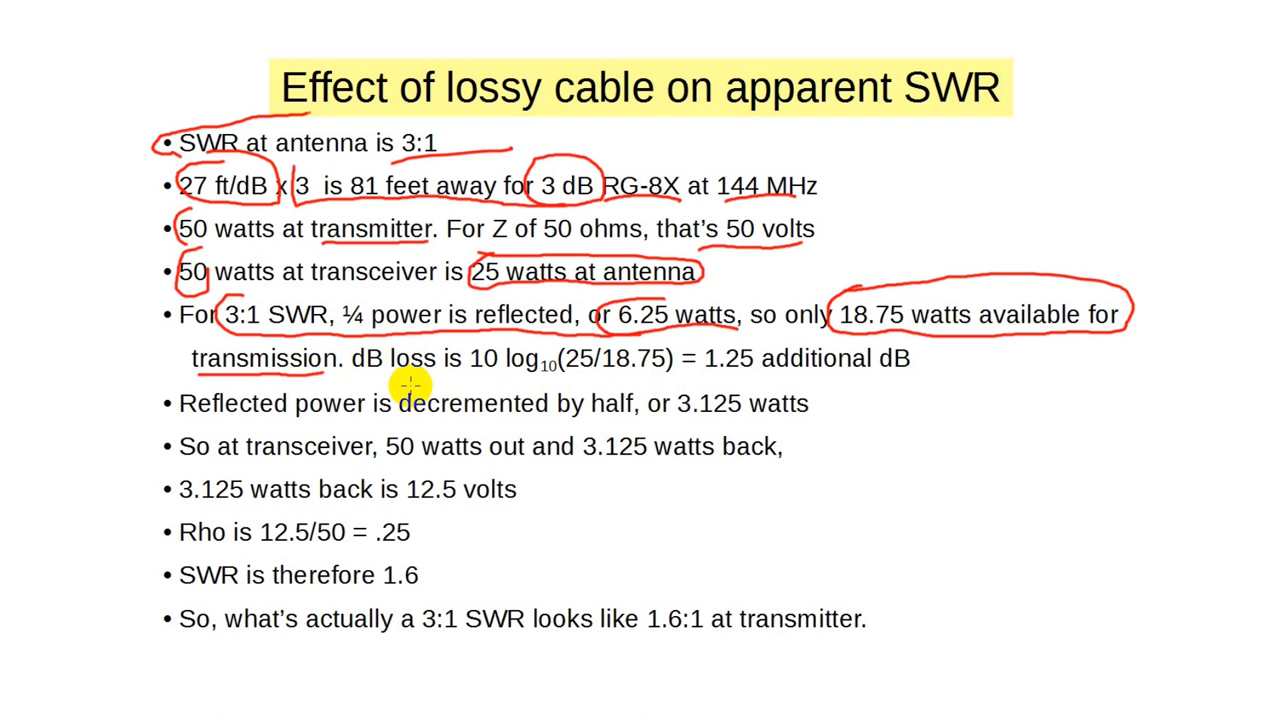 Effect of lossy cable on apparent SWR
• SWR at antenna is 3:1
• 27 ft/dB x 3  is 81 feet away for 3 dB RG-8X at 144 MHz
• 50 watts at transmitter. For Z of 50 ohms, that’s 50 volts
• 50 watts at transceiver is 25 watts at antenna
• For 3:1 SWR, ¼ power is reflected, or 6.25 watts, so only 18.75 watts available for
transmission. dB loss is 10 log₁₀(25/18.75) = 1.25 additional dB
• Reflected power is decremented by half, or 3.125 watts
• So at transceiver, 50 watts out and 3.125 watts back,
• 3.125 watts back is 12.5 volts
• Rho is 12.5/50 = .25
• SWR is therefore 1.6
• So, what’s actually a 3:1 SWR looks like 1.6:1 at transmitter.